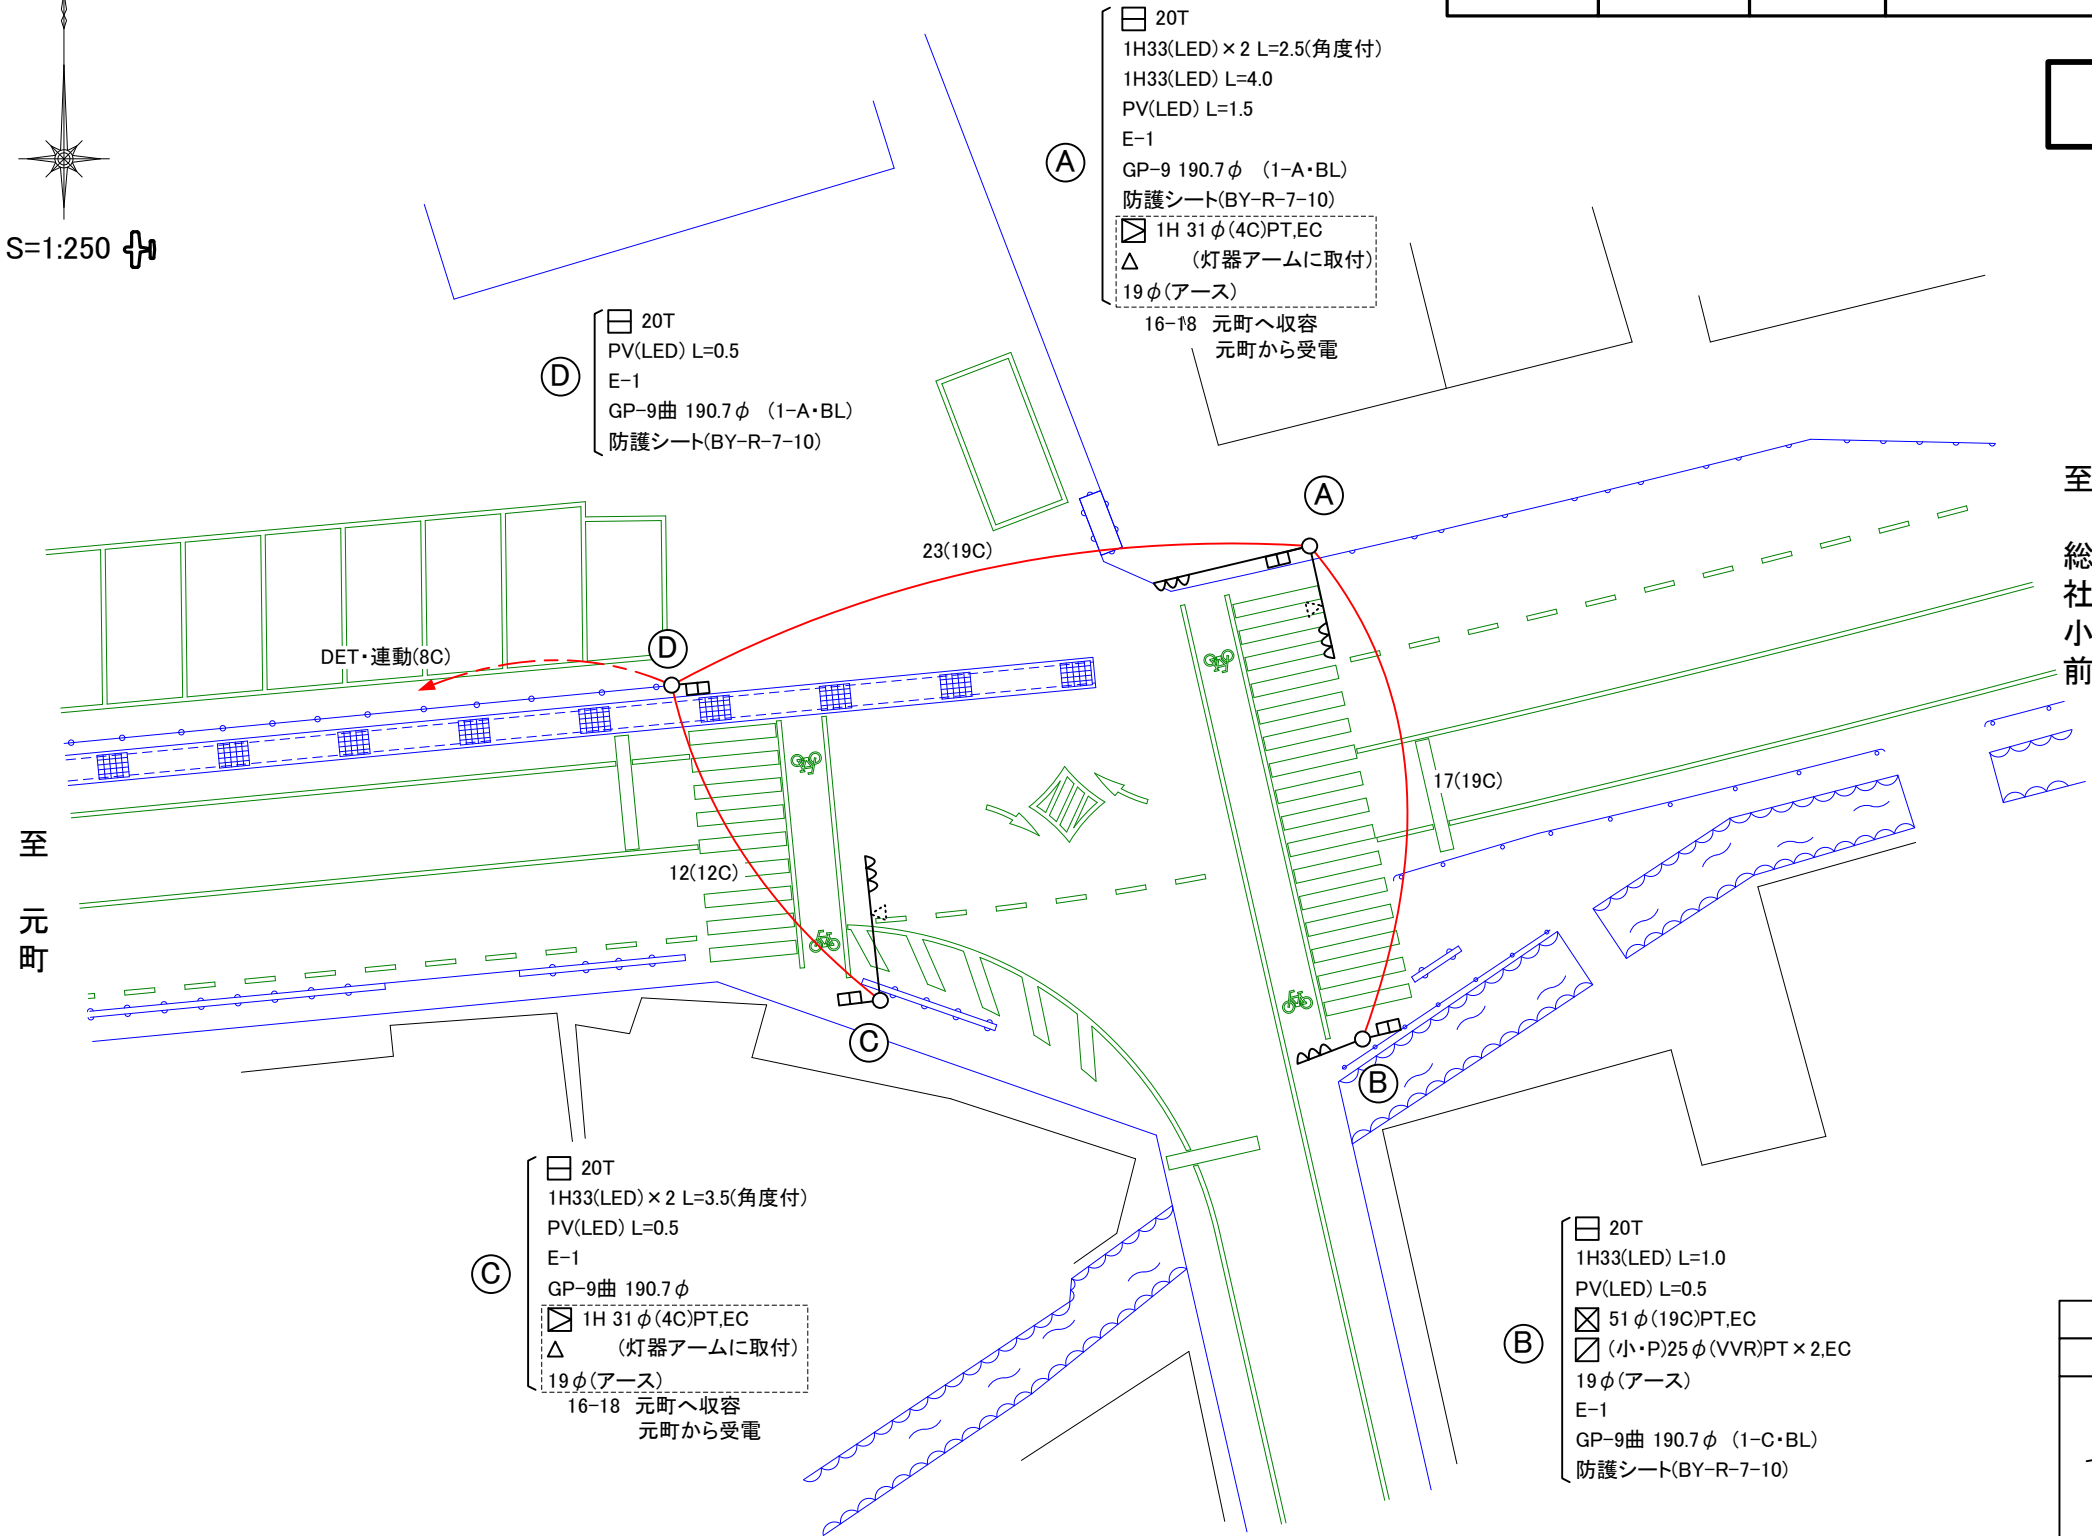 S=1:250
Ⓐ
20T
1H33(LED)×2 L=2.5(角度付)
1H33(LED) L=4.0
PV(LED) L=1.5
E-1
GP-9 190.7φ (1-A・BL)
防護シート(BY-R-7-10)
1H 31φ(4C)PT,EC
(灯器アームに取付)
19φ(アース)
16-18 元町へ収容
元町から受電
Ⓓ
20T
PV(LED) L=0.5
E-1
GP-9曲 190.7φ (1-A・BL)
防護シート(BY-R-7-10)
Ⓐ
23(19C)
至 総社小前
Ⓓ
DET・連動(8C)
17(19C)
12(12C)
至 元町
Ⓒ
Ⓑ
Ⓒ
20T
1H33(LED)×2 L=3.5(角度付)
PV(LED) L=0.5
E-1
GP-9曲 190.7φ
1H 31φ(4C)PT,EC
(灯器アームに取付)
19φ(アース)
16-18 元町へ収容
元町から受電
Ⓑ
20T
1H33(LED) L=1.0
PV(LED) L=0.5
51φ(19C)PT,EC
(小・P)25φ(VVR)PT×2,EC
19φ(アース)
E-1
GP-9曲 190.7φ (1-C・BL)
防護シート(BY-R-7-10)